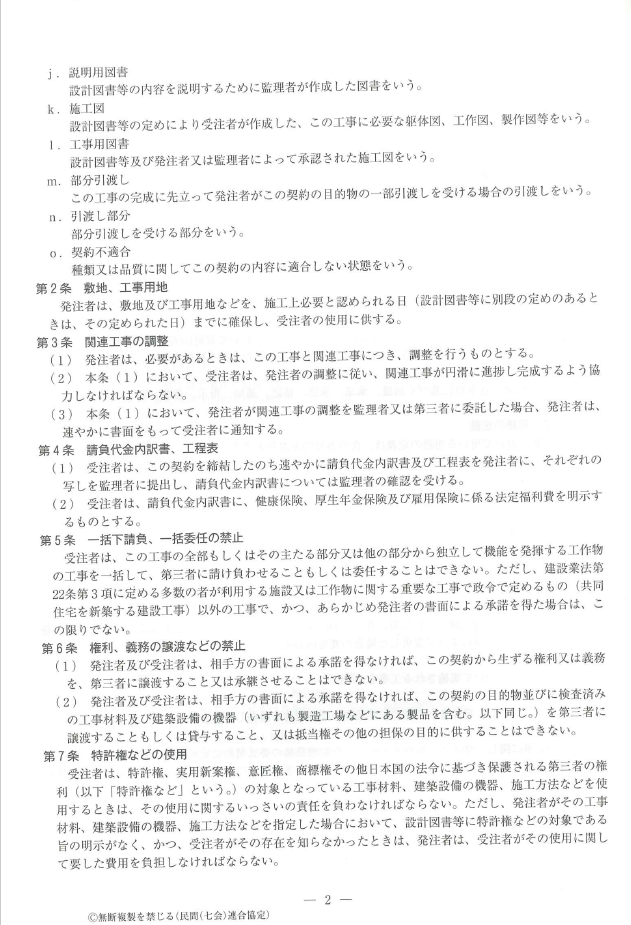 j．説明用図書
設計図書等の内容を説明するために監理者が作成した図書をいう。
k．施工図
設計図書等の定めにより受注者が作成した、この工事に必要な躯体図、工作図、製作図等をいう。
l．工事用図書
設計図書等及び発注者又は監理者によって承認された施工図をいう。
m．部分引渡し
この工事の完成に先立って発注者がこの契約の目的物の一部引渡しを受ける場合の引渡しをいう。
n．引渡し部分
部分引渡しを受ける部分をいう。
o．契約不適合
種類又は品質に関してこの契約の内容に適合しない状態をいう。
第2条　敷地、工事用地
発注者は、敷地及び工事用地などを、施工上必要と認められる日（設計図書等に別段の定めのあると
きは、その定められた日）までに確保し、受注者の使用に供する。
第3条　関連工事の調整
（1）　発注者は、必要があるときは、この工事と関連工事につき、調整を行うものとする。
（2）　本条（1）において、受注者は、発注者の調整に従い、関連工事が円滑に進捗し完成するよう協
力しなければならない。
（3）　本条（1）において、発注者が関連工事の調整を監理者又は第三者に委託した場合、発注者は、
速やかに書面をもって受注者に通知する。
第4条　請負代金内訳書、工程表
（1）　受注者は、この契約を締結したのち速やかに請負代金内訳書及び工程表を発注者に、それぞれの
写しを監理者に提出し、請負代金内訳書については監理者の確認を受ける。
（2）　受注者は、請負代金内訳書に、健康保険、厚生年金保険及び雇用保険に係る法定福利費を明示す
るものとする。
第5条　一括下請負、一括委任の禁止
受注者は、この工事の全部もしくはその主たる部分又は他の部分から独立して機能を発揮する工作物
の工事を一括して、第三者に請け負わせることもしくは委任することはできない。ただし、建設業法第
22条第3項に定める多数の者が利用する施設又は工作物に関する重要な工事で政令で定めるもの（共同
住宅を新築する建設工事）以外の工事で、かつ、あらかじめ発注者の書面による承諾を得た場合は、こ
の限りでない。
第6条　権利、義務の譲渡などの禁止
（1）　発注者及び受注者は、相手方の書面による承諾を得なければ、この契約から生ずる権利又は義務
を、第三者に譲渡すること又は承継させることはできない。
（2）　発注者及び受注者は、相手方の書面による承諾を得なければ、この契約の目的物並びに検査済み
の工事材料及び建築設備の機器（いずれも製造工場などにある製品を含む。以下同じ。）を第三者に
譲渡することもしくは貸与すること、又は抵当権その他の担保の目的に供することはできない。
第7条　特許権などの使用
受注者は、特許権、実用新案権、意匠権、商標権その他日本国の法令に基づき保護される第三者の権
利（以下「特許権など」という。）の対象となっている工事材料、建築設備の機器、施工方法などを使
用するときは、その使用に関するいっさいの責任を負わなければならない。ただし、発注者がその工事
材料、建築設備の機器、施工方法などを指定した場合において、設計図書等に特許権などの対象である
旨の明示がなく、かつ、受注者がその存在を知らなかったときは、発注者は、受注者がその使用に関し
て要した費用を負担しなければならない。
― 2 ―
©無断複製を禁じる（民間（七会）連合協定）